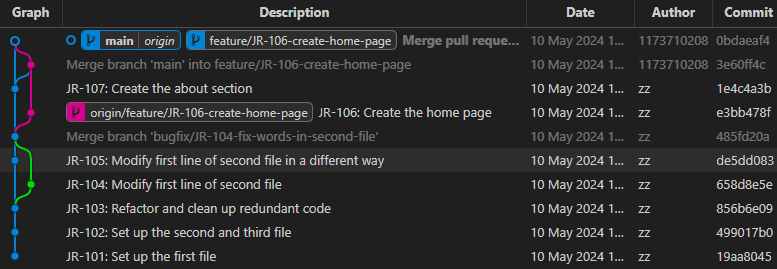 Graph Description Date Author Commit
main origin feature/JR-106-create-home-page Merge pull reque... 10 May 2024 1... 1173710208 0bdaeaf4
Merge branch 'main' into feature/JR-106-create-home-page 10 May 2024 1... 1173710208 3e60ff4c
JR-107: Create the about section 10 May 2024 1... zz 1e4c4a3b
origin/feature/JR-106-create-home-page JR-106: Create the home page 10 May 2024 1... zz e3bb478f
Merge branch 'bugfix/JR-104-fix-words-in-second-file' 10 May 2024 1... zz 485fd20a
JR-105: Modify first line of second file in a different way 10 May 2024 1... zz de5dd083
JR-104: Modify first line of second file 10 May 2024 1... zz 658d8e5e
JR-103: Refactor and clean up redundant code 10 May 2024 1... zz 856b6e09
JR-102: Set up the second and third file 10 May 2024 1... zz 499017b0
JR-101: Set up the first file 10 May 2024 1... zz 19aa8045